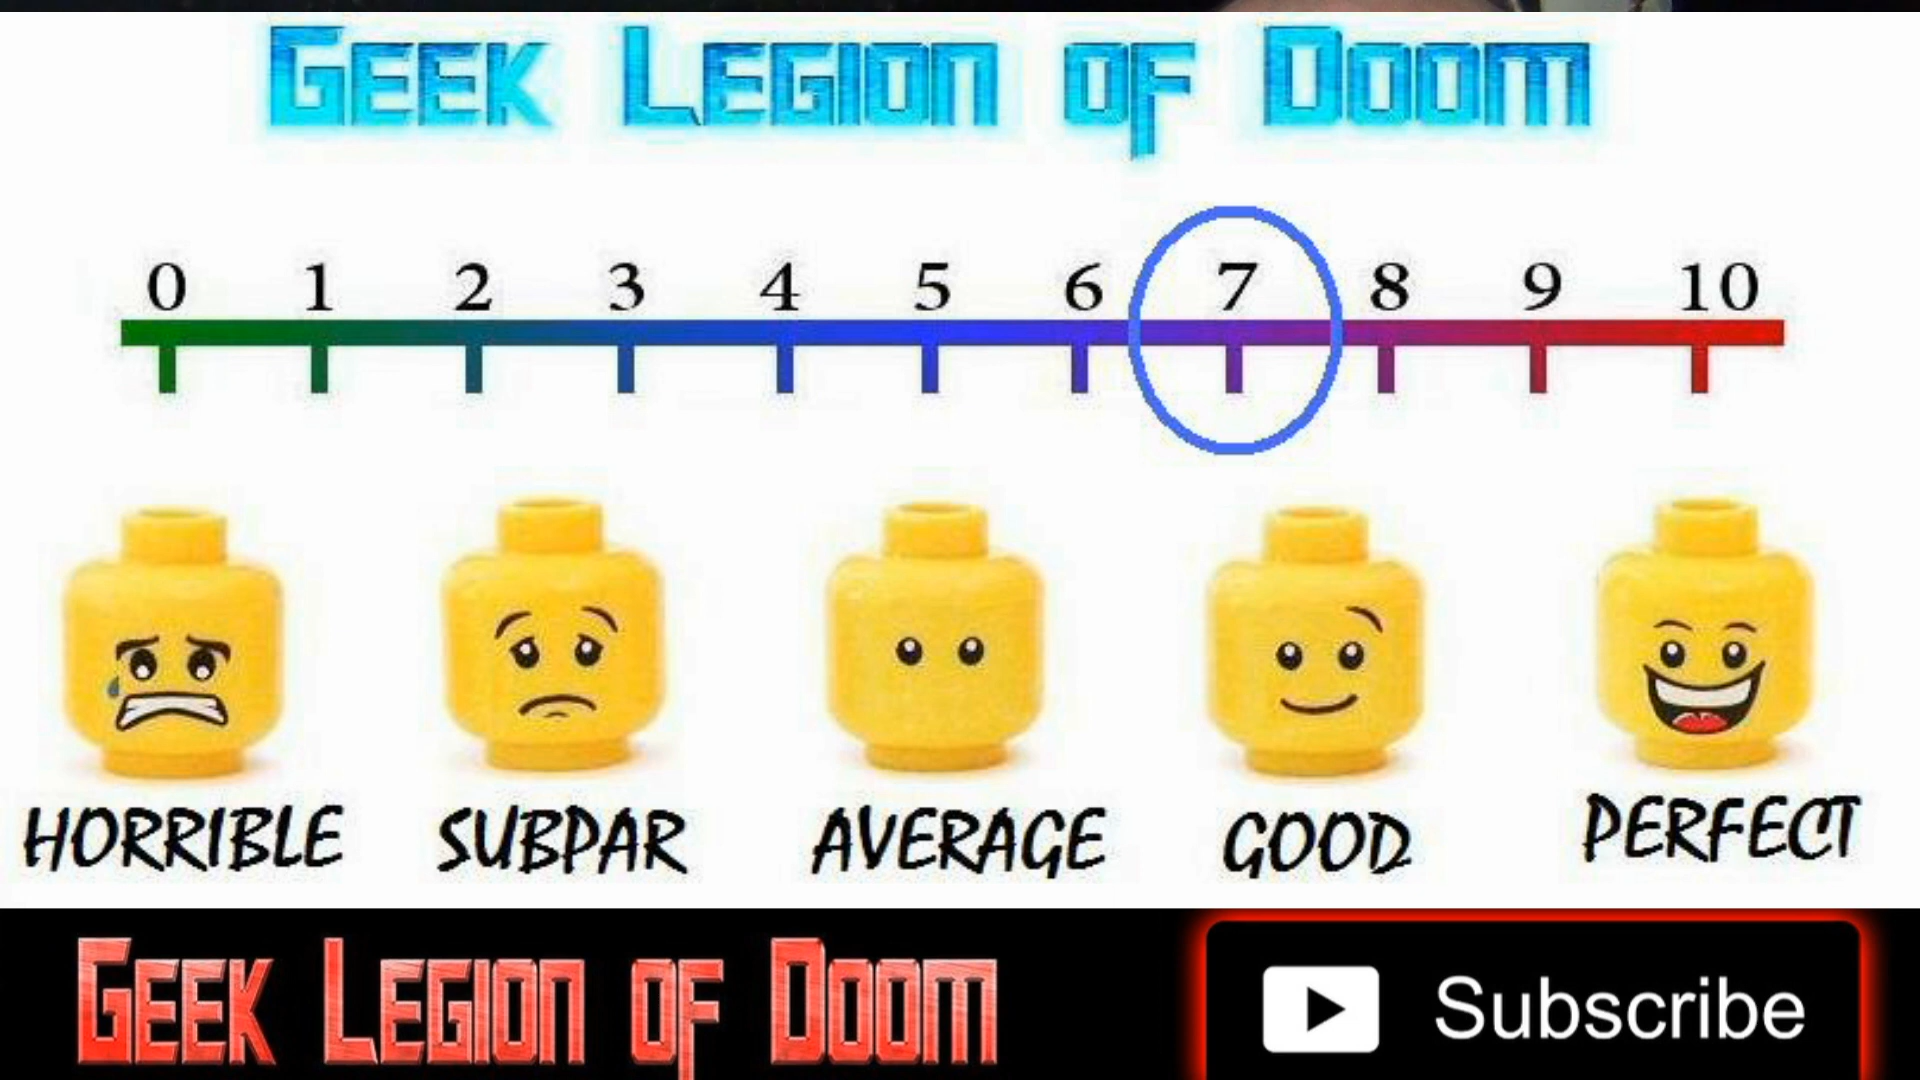 Geek Legion of Doom
0 1 2 3 4 5 6 7 8 9 10
HORRIBLE SUBPAR AVERAGE GOOD PERFECT
Geek Legion of Doom
Subscribe